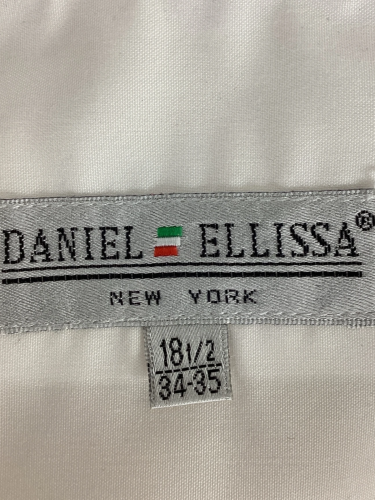 DANIEL ELLISSA®
NEW YORK
18 1/2
34-35